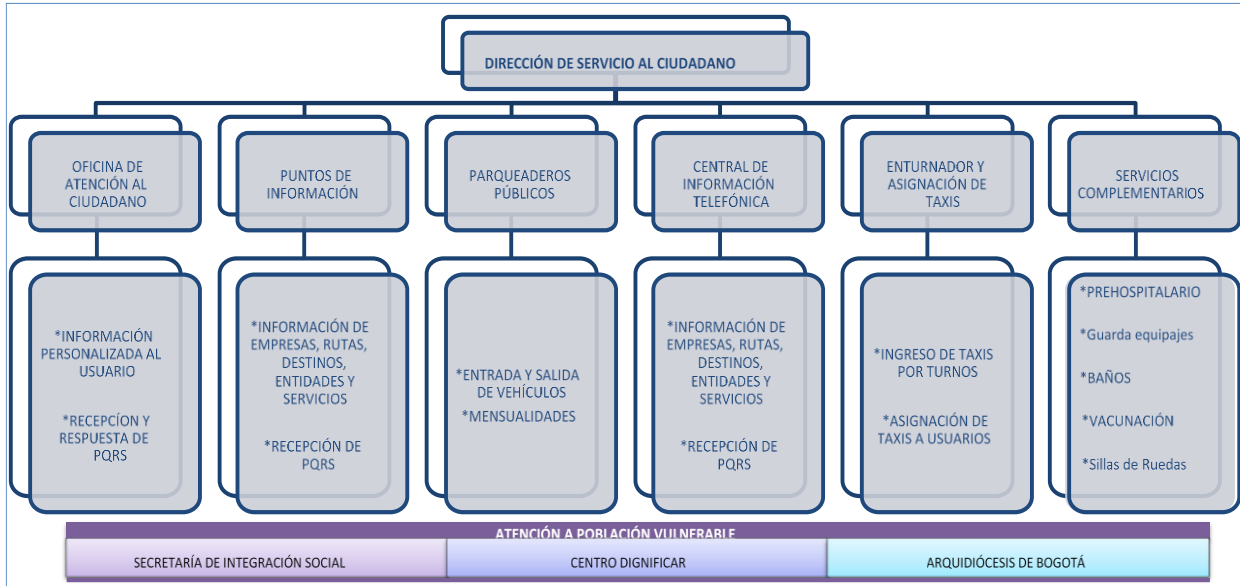 DIRECCIÓN DE SERVICIO AL CIUDADANO
OFICINA DE
ATENCIÓN AL
CIUDADANO
PUNTOS DE
INFORMACIÓN
PARQUEADEROS
PÚBLICOS
CENTRAL DE
INFORMACIÓN
TELEFÓNICA
ENTURNADOR Y
ASIGNACIÓN DE
TAXIS
SERVICIOS
COMPLEMENTARIOS
*INFORMACIÓN
PERSONALIZADA AL
USUARIO
*RECEPCÍON Y
RESPUESTA DE
PQRS
*INFORMACIÓN DE
EMPRESAS, RUTAS,
DESTINOS,
ENTIDADES Y
SERVICIOS
*RECEPCIÓN DE
PQRS
*ENTRADA Y SALIDA
DE VEHÍCULOS
*MENSUALIDADES
*INFORMACIÓN DE
EMPRESAS, RUTAS,
DESTINOS,
ENTIDADES Y
SERVICIOS
*RECEPCIÓN DE
PQRS
*INGRESO DE TAXIS
POR TURNOS
*ASIGNACIÓN DE
TAXIS A USUARIOS
*PREHOSPITALARIO
*Guarda equipajes
*BAÑOS
*VACUNACIÓN
*Sillas de Ruedas
ATENCIÓN A POBLACIÓN VULNERABLE
SECRETARÍA DE INTEGRACIÓN SOCIAL
CENTRO DIGNIFICAR
ARQUIDIÓCESIS DE BOGOTÁ